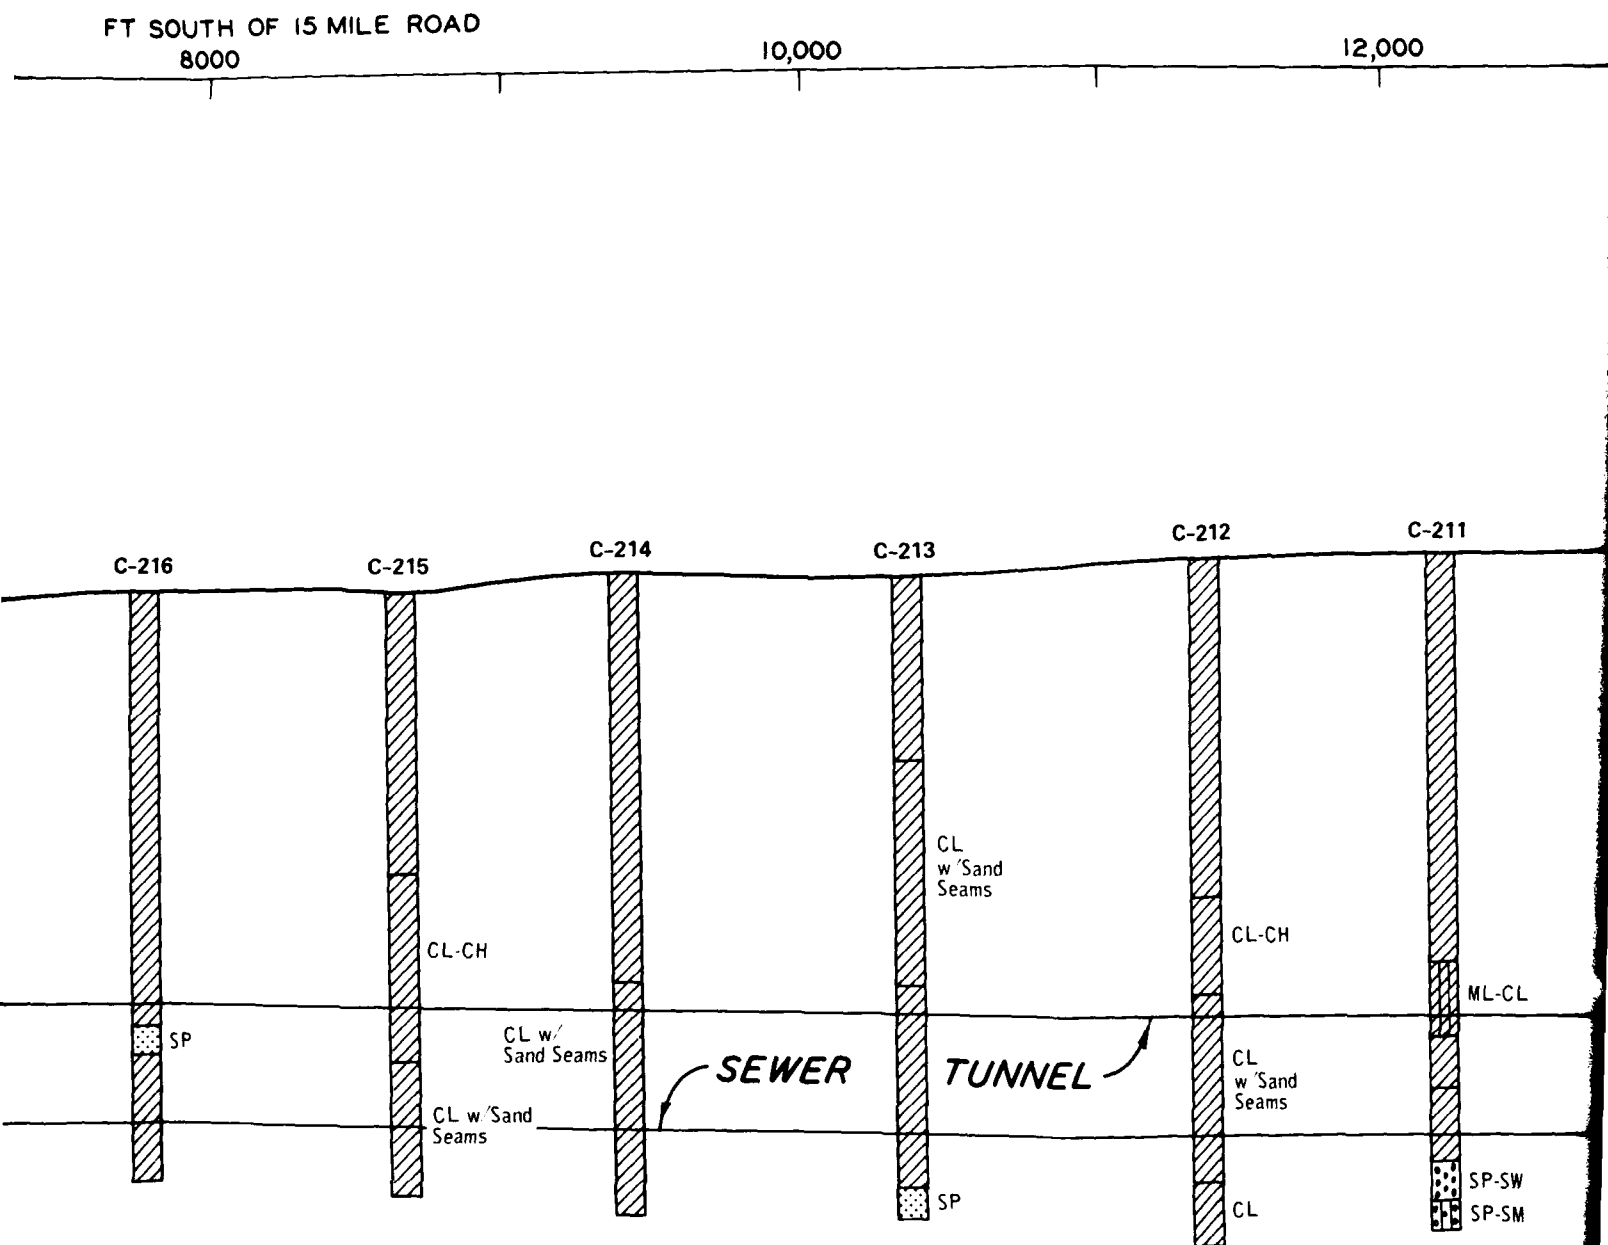 FT SOUTH OF 15 MILE ROAD
8000
10,000
12,000
C-216
C-215
C-214
C-213
C-212
C-211
CL
w/Sand
Seams
CL-CH
CL-CH
ML-CL
SP
CL w/
Sand Seams
SEWER
TUNNEL
CL
w/Sand
Seams
CL w/Sand
Seams
SP
CL
SP-SW
SP-SM